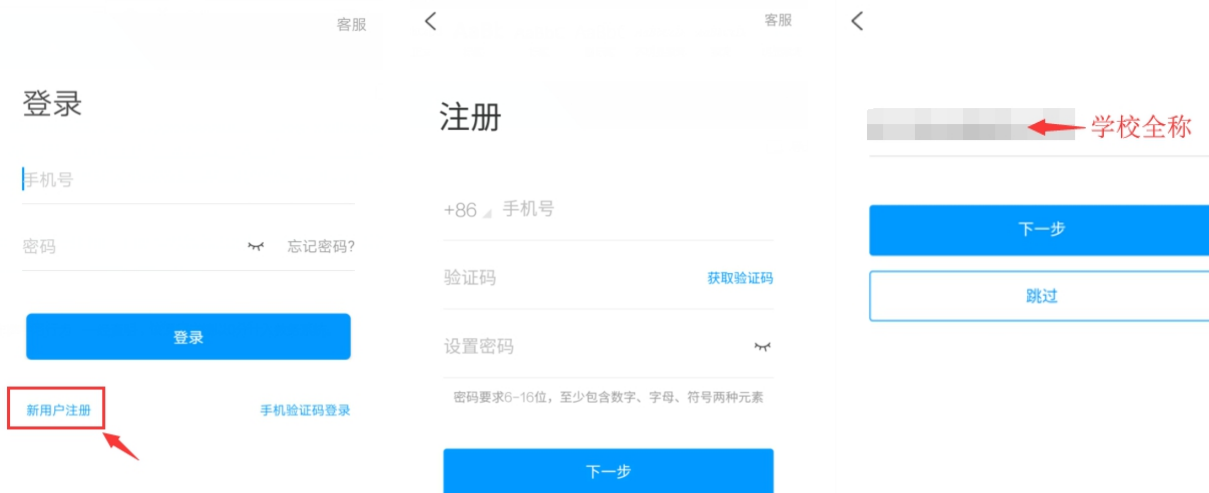 客服
登录
手机号
密码
忘记密码?
登录
新用户注册
手机验证码登录
客服
注册
+86 手机号
验证码
获取验证码
设置密码
密码要求6-16位，至少包含数字、字母、符号两种元素
下一步
学校全称
下一步
跳过